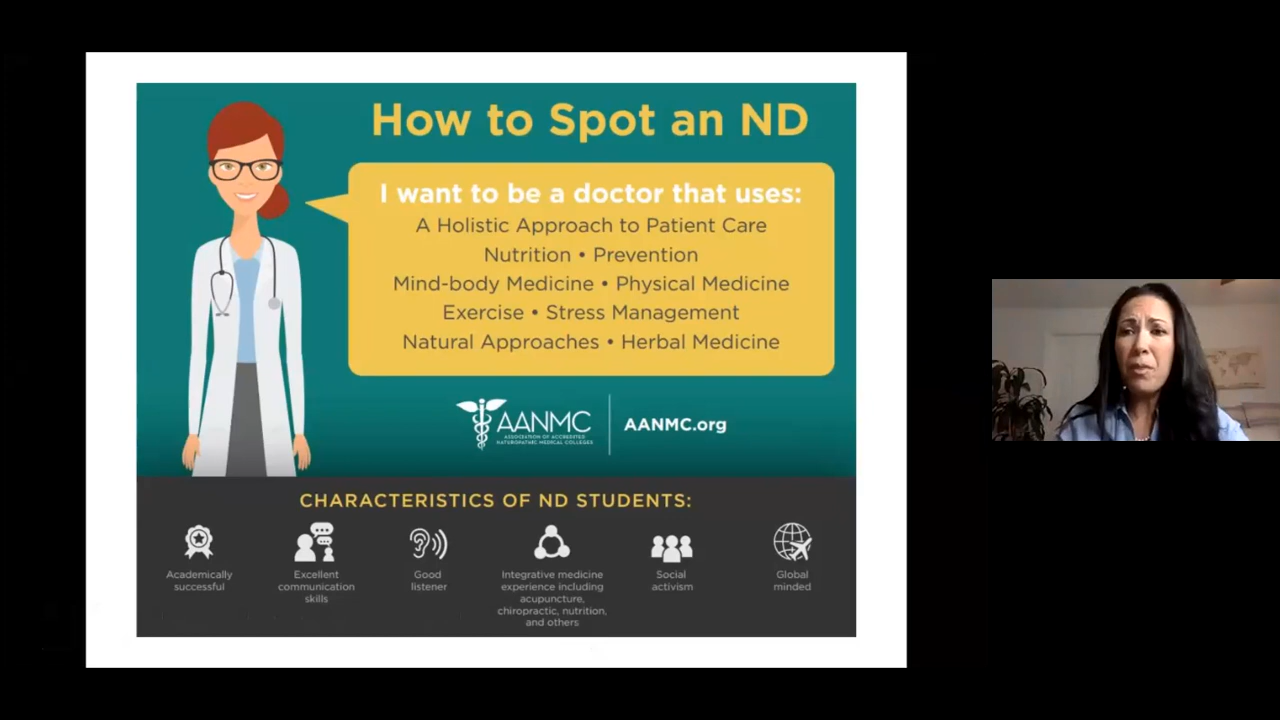 How to Spot an ND
I want to be a doctor that uses:
A Holistic Approach to Patient Care
Nutrition • Prevention
Mind-body Medicine • Physical Medicine
Exercise • Stress Management
Natural Approaches • Herbal Medicine
AANMC
ASSOCIATION OF ACCREDITED
NATUROPATHIC MEDICAL COLLEGES
AANMC.org
CHARACTERISTICS OF ND STUDENTS:
Academically
successful
Excellent
communication
skills
Good
listener
Integrative medicine
experience including
acupuncture,
chiropractic, nutrition,
and others
Social
activism
Global
minded